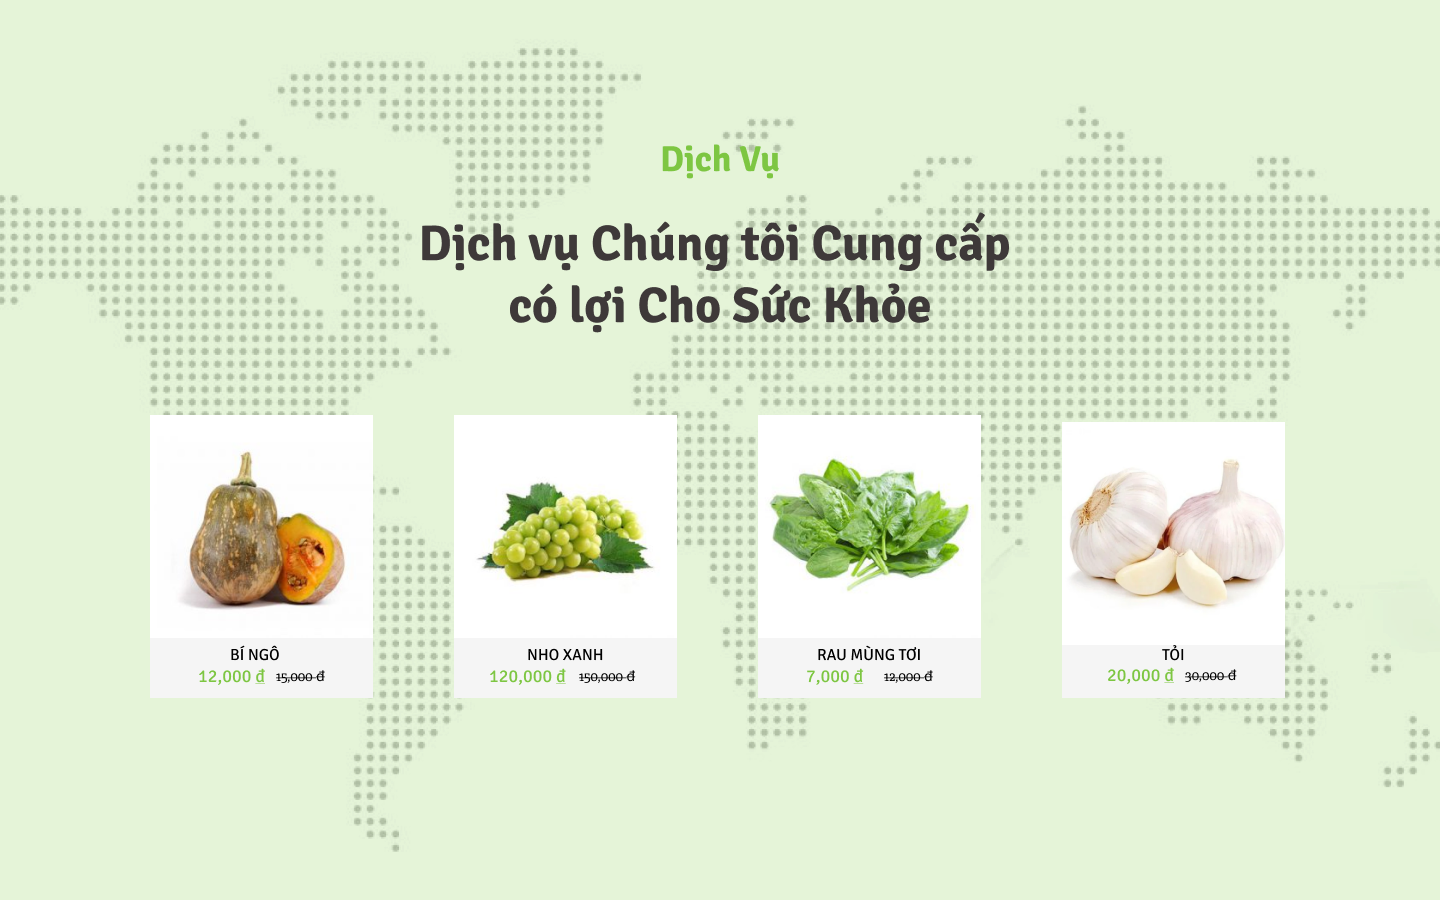 Dịch Vụ
Dịch vụ Chúng tôi Cung cấp
có lợi Cho Sức Khỏe
BÍ NGÔ
12,000 ₫ 15,000 ₫
NHO XANH
120,000 ₫ 150,000 ₫
RAU MÙNG TƠI
7,000 ₫ 12,000 ₫
TỎI
20,000 ₫ 30,000 ₫